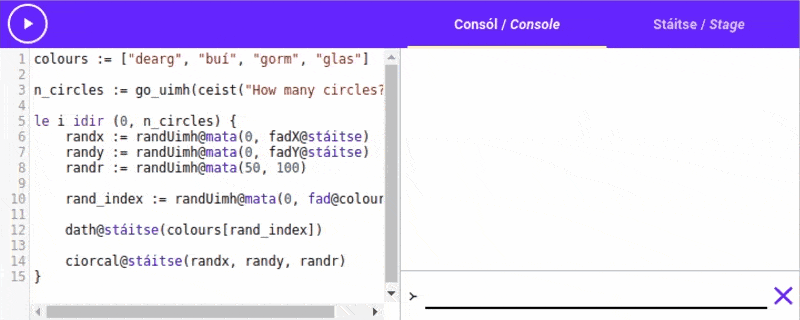 Consól / Console
Stáitse / Stage
1 colours := ["dearg", "buí", "gorm", "glas"]
2
3 n_circles := go_uimh(ceist("How many circles?
4
5 le i idir (0, n_circles) {
6     randx := randUimh@mata(0, fadX@stáitse)
7     randy := randUimh@mata(0, fadY@stáitse)
8     randr := randUimh@mata(50, 100)
9
10     rand_index := randUimh@mata(0, fad@colour
11
12     dath@stáitse(colours[rand_index])
13
14     ciorcal@stáitse(randx, randy, randr)
15 }